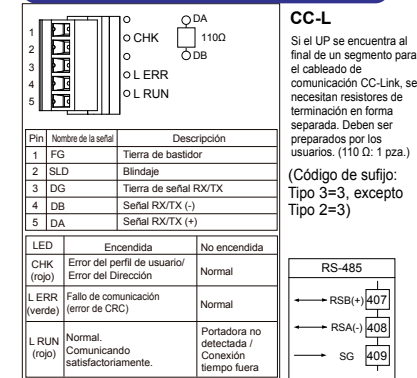 1
2
3
4
5
CHK
L ERR
L RUN
DA
110Ω
DB
CC-L
Si el UP se encuentra al
final de un segmento para
el cableado de
comunicación CC-Link, se
necesitan resistores de
terminación en forma
separada. Deben ser
preparados por los
usuarios. (110 Ω: 1 pza.)
(Código de sufijo:
Tipo 3=3, excepto
Tipo 2=3)
Pin Nombre de la señal Descripción
1 FG Tierra de bastidor
2 SLD Blindaje
3 DG Tierra de señal RX/TX
4 DB Señal RX/TX (-)
5 DA Señal RX/TX (+)
LED Encendida No encendida
CHK (rojo) Error del perfil de usuario/ Error del Dirección Normal
L ERR (verde) Fallo de comunicación (error de CRC) Normal
L RUN (rojo) Normal. Comunicando satisfactoriamente. Portadora no detectada / Conexión tiempo fuera
RS-485
RSB(+) 407
RSA(-) 408
SG 409